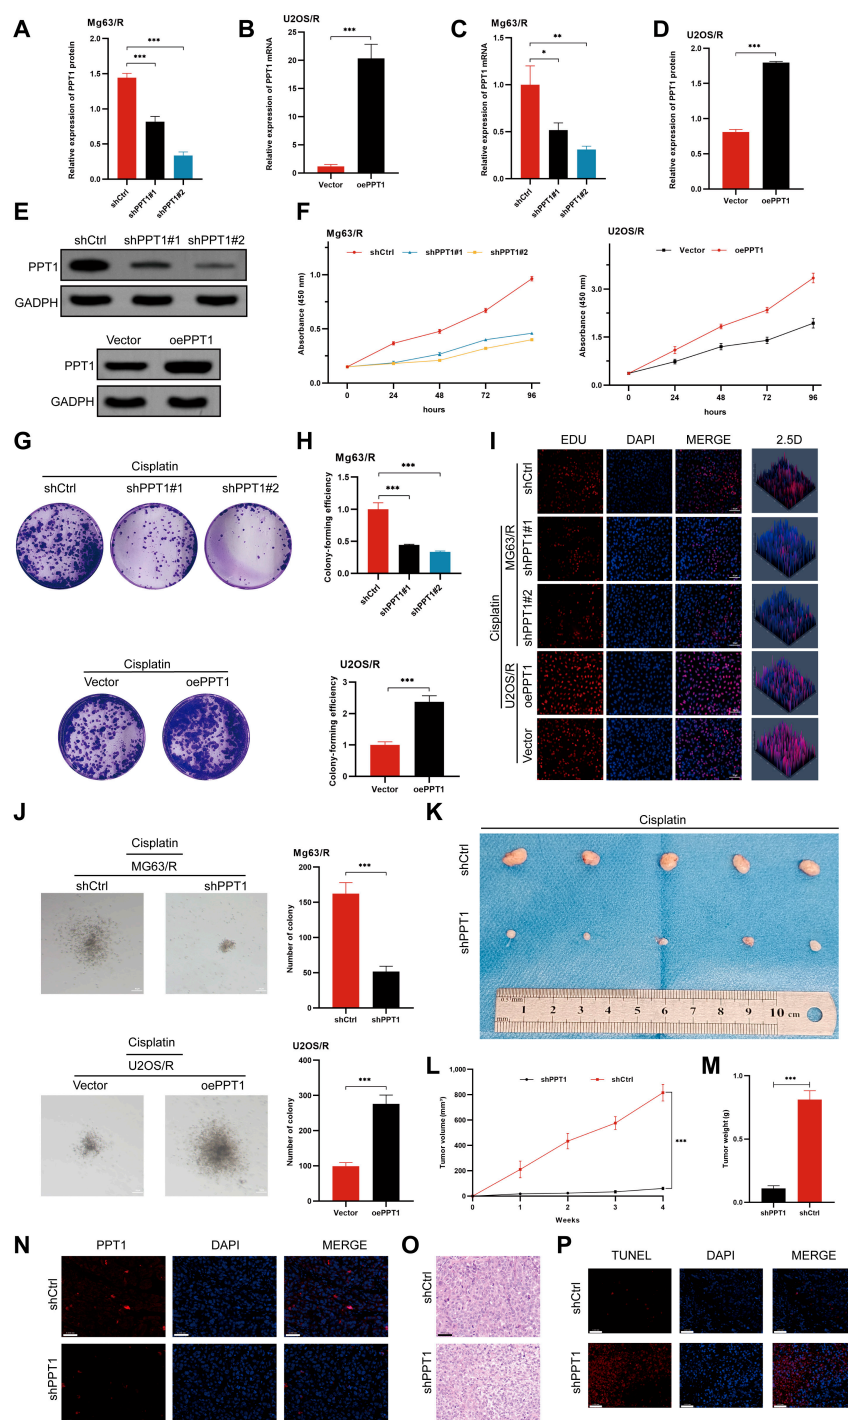 A
Mg63/R
Relative expression of PPT1 protein
2.0
1.5
1.0
0.5
0.0
***
***
shCtrl
shPPT1#1
shPPT1#2
B
U2OS/R
Relative expression of PPT1 mRNA
25
20
15
10
5
0
***
Vector
oePPT1
C
Mg63/R
Relative expression of PPT1 mRNA
2.0
1.5
1.0
0.5
0.0
**
*
shCtrl
shPPT1#1
shPPT1#2
D
U2OS/R
Relative expression of PPT1 protein
2.0
1.5
1.0
0.5
0.0
***
Vector
oePPT1
E
shCtrl shPPT1#1 shPPT1#2
PPT1
GADPH
Vector oePPT1
PPT1
GADPH
F
Mg63/R
shCtrl shPPT1#1 shPPT1#2
Absorbance (450 nm)
1.0
0.5
0.0
0 24 48 72 96
hours
U2OS/R
Vector oePPT1
Absorbance (450 nm)
4.5
3.0
1.5
0.0
0 24 48 72 96
hours
G
Cisplatin
shCtrl shPPT1#1 shPPT1#2
Cisplatin
Vector oePPT1
H
Mg63/R
Colony-forming efficiency
1.5
1.0
0.5
0.0
***
***
shCtrl
shPPT1#1
shPPT1#2
U2OS/R
Colony-forming efficiency
3
2
1
0
***
Vector
oePPT1
I
EDU DAPI MERGE 2.5D
Cisplatin
MG63/R
shCtrl
shPPT1#1
shPPT1#2
U2OS/R
oePPT1
Vector
J
Cisplatin
MG63/R
shCtrl shPPT1
Mg63/R
Number of colony
200
150
100
50
0
***
shCtrl
shPPT1
Cisplatin
U2OS/R
Vector oePPT1
U2OS/R
Number of colony
400
300
200
100
0
***
Vector
oePPT1
K
Cisplatin
shCtrl
shPPT1
1 2 3 4 5 6 7 8 9 10 cm
L
shPPT1 shCtrl
Tumor volume (mm³)
1,000
800
600
400
200
0
***
0 1 2 3 4
Weeks
M
Tumor weight (g)
1.0
0.5
0.0
***
shPPT1
shCtrl
N
PPT1 DAPI MERGE
shCtrl
shPPT1
O
shCtrl
shPPT1
P
TUNEL DAPI MERGE
shCtrl
shPPT1